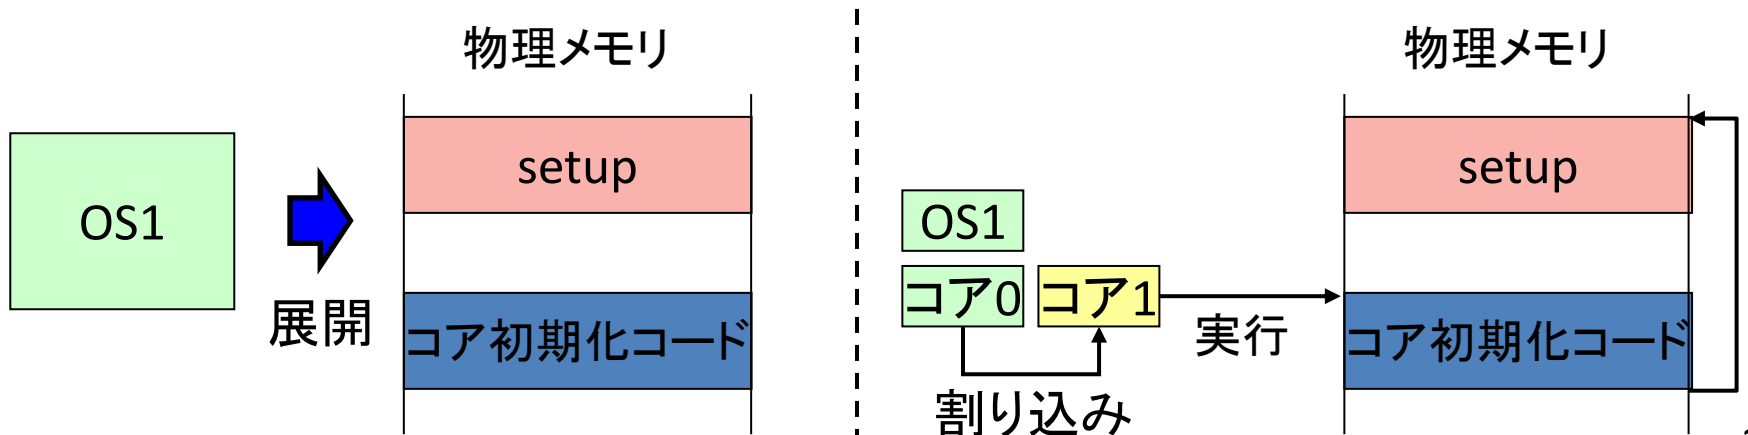 物理メモリ
OS1
展開
setup
コア初期化コード
物理メモリ
OS1
コア0
コア1
割り込み
実行
setup
コア初期化コード